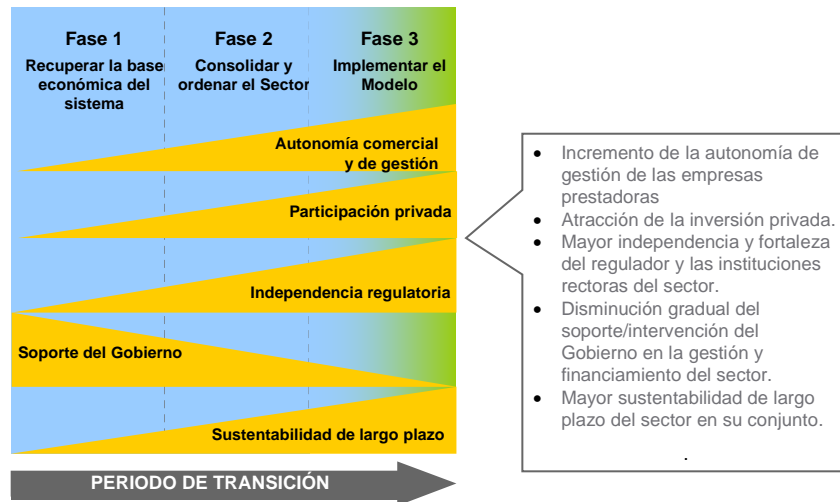 Fase 1
Recuperar la base
económica del
sistema
Fase 2
Consolidar y
ordenar el Sector
Fase 3
Implementar el
Modelo
Autonomía comercial
y de gestión
Participación privada
Independencia regulatoria
Soporte del Gobierno
Sustentabilidad de largo plazo
PERIODO DE TRANSICIÓN
• Incremento de la autonomía de
gestión de las empresas
prestadoras
• Atracción de la inversión privada.
• Mayor independencia y fortaleza
del regulador y las instituciones
rectoras del sector.
• Disminución gradual del
soporte/intervención del
Gobierno en la gestión y
financiamiento del sector.
• Mayor sustentabilidad de largo
plazo del sector en su conjunto.
.